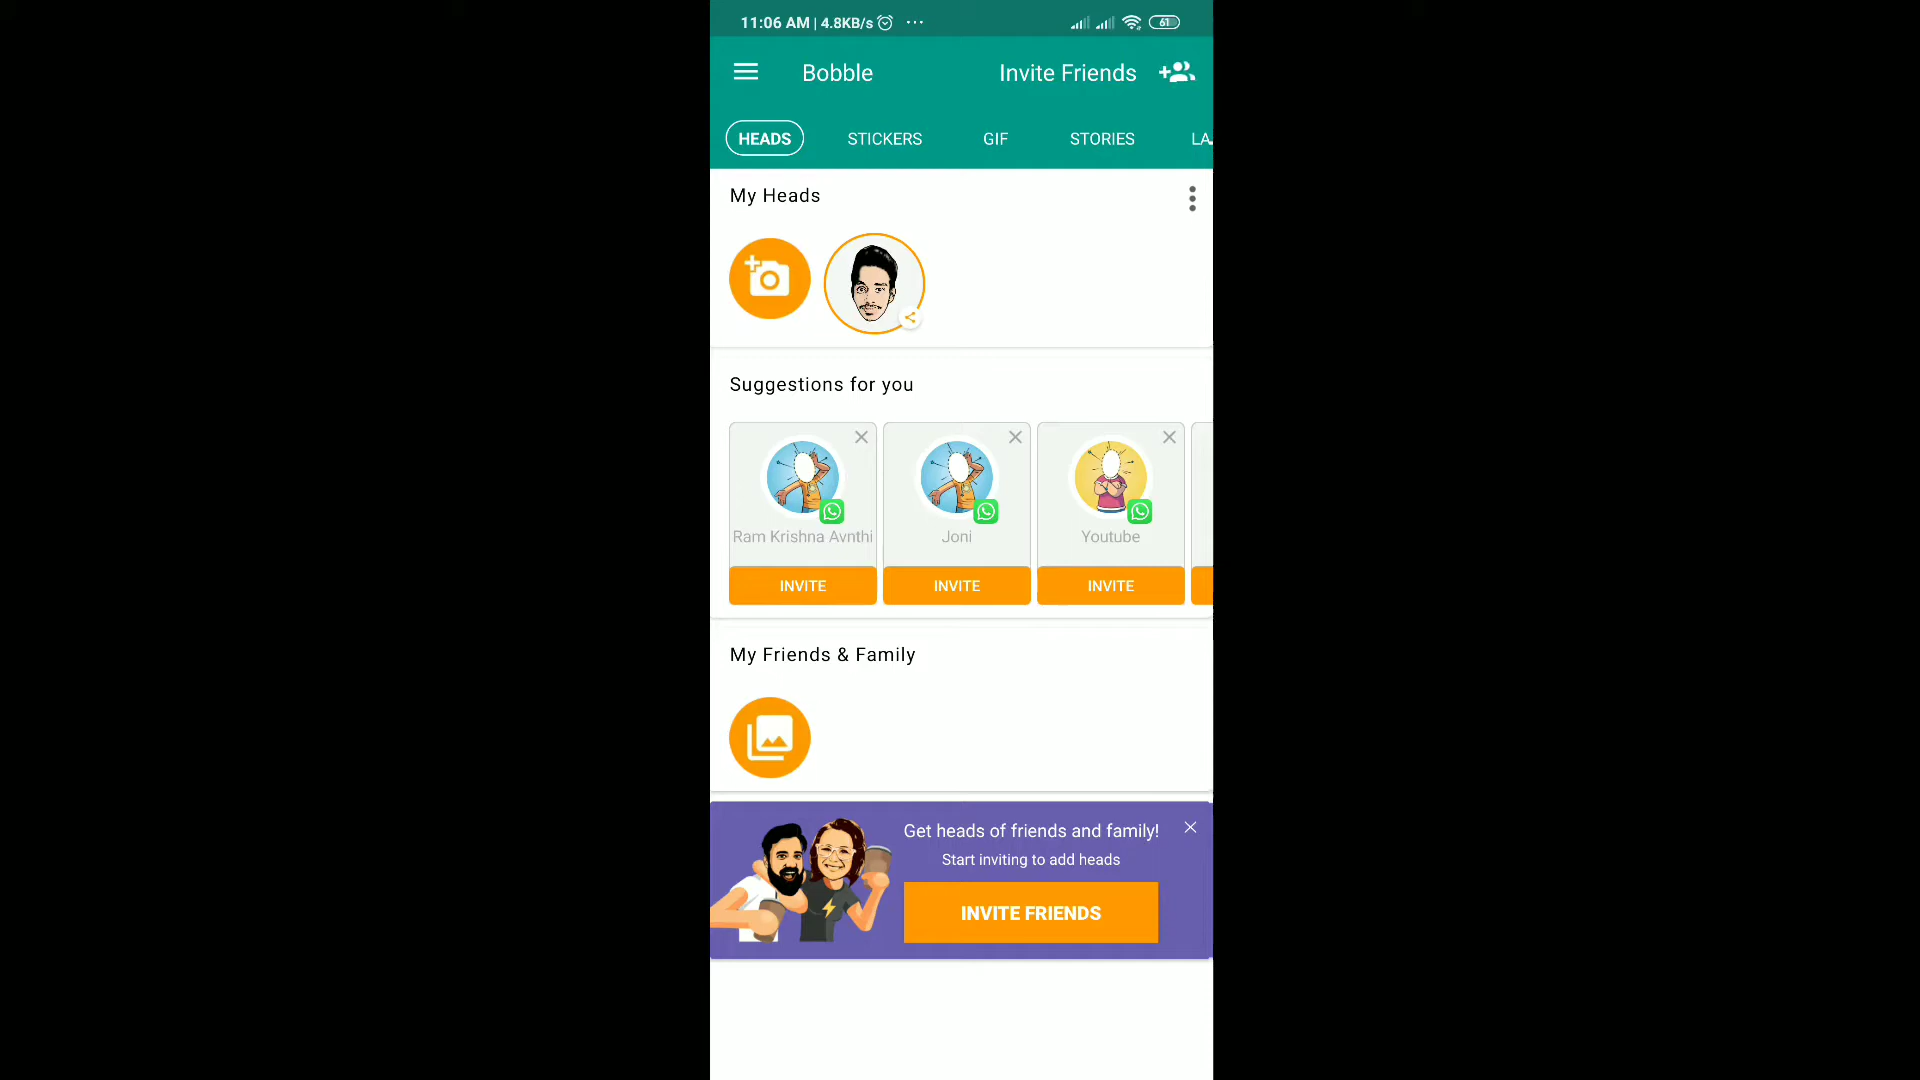 11:06 AM | 4.8KB/s ... 61
Bobble Invite Friends
HEADS STICKERS GIF STORIES LA
My Heads
Suggestions for you
Ram Krishna Avnthi Joni Youtube
INVITE INVITE INVITE
My Friends & Family
Get heads of friends and family!
Start inviting to add heads
INVITE FRIENDS